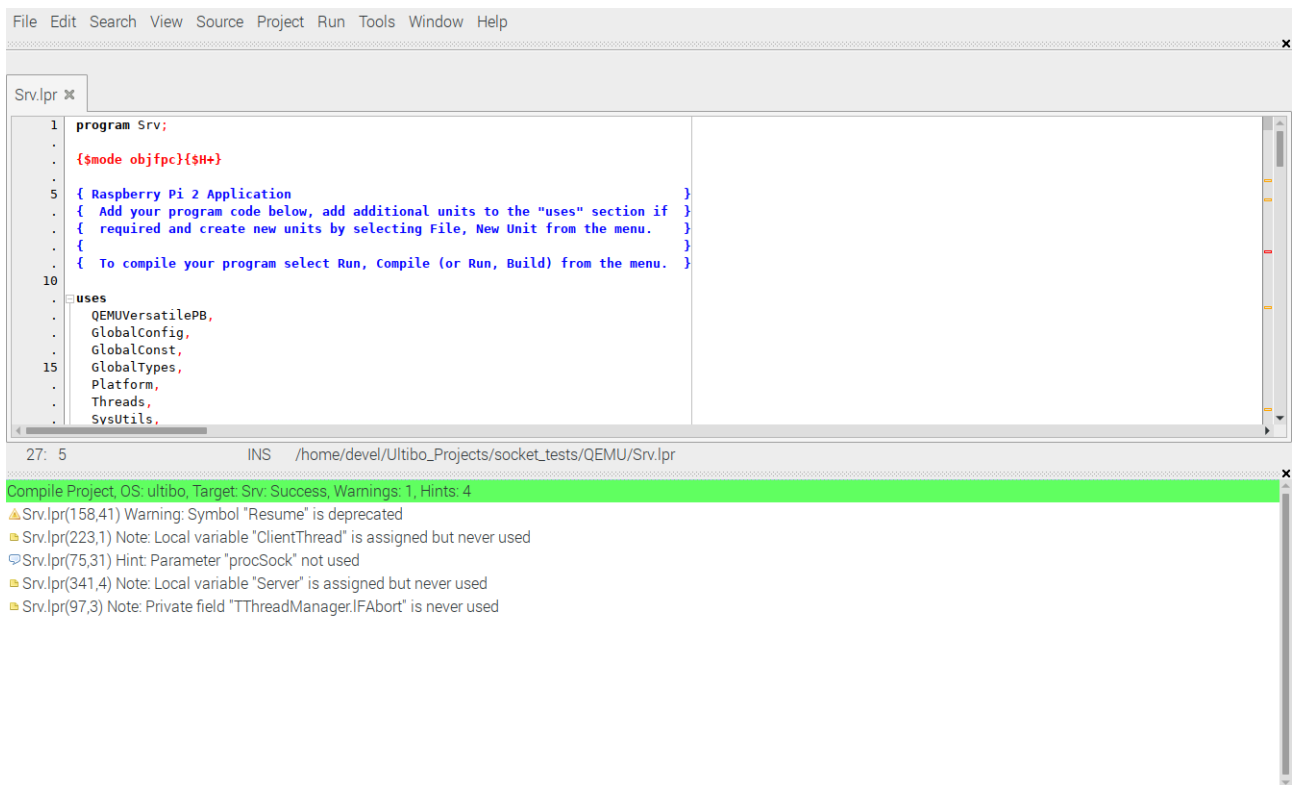 File Edit Search View Source Project Run Tools Window Help
Srv.lpr
1 program Srv;
.
. {$mode objfpc}{$H+}
.
5 { Raspberry Pi 2 Application }
. { Add your program code below, add additional units to the "uses" section if }
. { required and create new units by selecting File, New Unit from the menu. }
. { }
. { To compile your program select Run, Compile (or Run, Build) from the menu. }
10
. uses
. QEMUVersatilePB,
. GlobalConfig,
. GlobalConst,
15 GlobalTypes,
. Platform,
. Threads,
. SysUtils,
27: 5 INS /home/devel/Ultibo_Projects/socket_tests/QEMU/Srv.lpr
Compile Project, OS: ultibo, Target: Srv: Success, Warnings: 1, Hints: 4
Srv.lpr(158,41) Warning: Symbol "Resume" is deprecated
Srv.lpr(223,1) Note: Local variable "ClientThread" is assigned but never used
Srv.lpr(75,31) Hint: Parameter "procSock" not used
Srv.lpr(341,4) Note: Local variable "Server" is assigned but never used
Srv.lpr(97,3) Note: Private field "TThreadManager.lFAbort" is never used